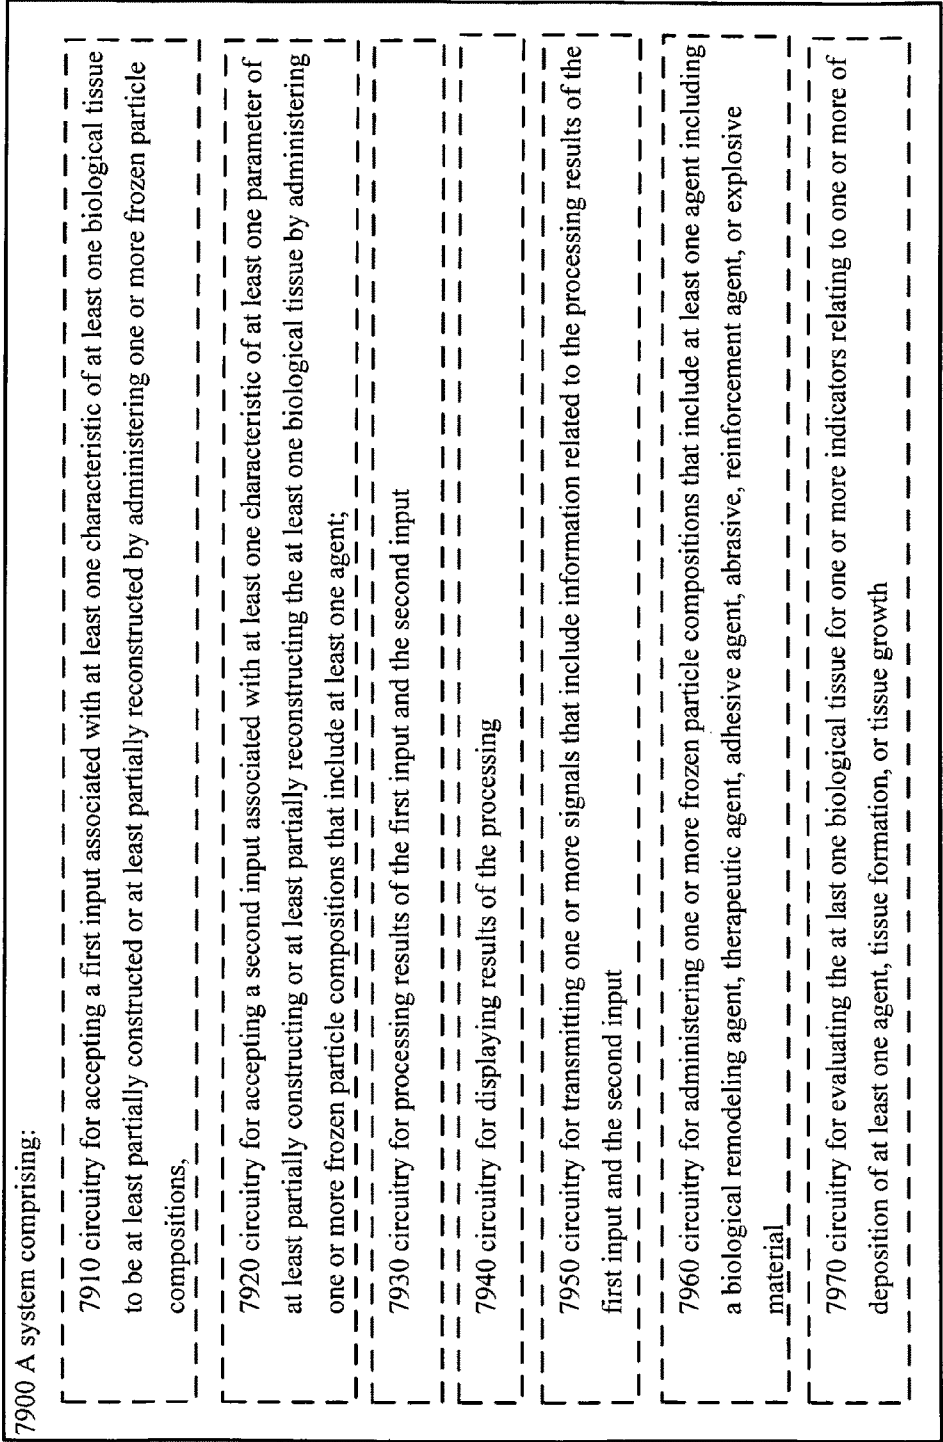 7900 A system comprising:
7910 circuitry for accepting a first input associated with at least one characteristic of at least one biological tissue
to be at least partially constructed or at least partially reconstructed by administering one or more frozen particle
compositions,
7920 circuitry for accepting a second input associated with at least one characteristic of at least one parameter of
at least partially constructing or at least partially reconstructing the at least one biological tissue by administering
one or more frozen particle compositions that include at least one agent;
7930 circuitry for processing results of the first input and the second input
7940 circuitry for displaying results of the processing
7950 circuitry for transmitting one or more signals that include information related to the processing results of the
first input and the second input
7960 circuitry for administering one or more frozen particle compositions that include at least one agent including
a biological remodeling agent, therapeutic agent, adhesive agent, abrasive, reinforcement agent, or explosive
material
7970 circuitry for evaluating the at last one biological tissue for one or more indicators relating to one or more of
deposition of at least one agent, tissue formation, or tissue growth